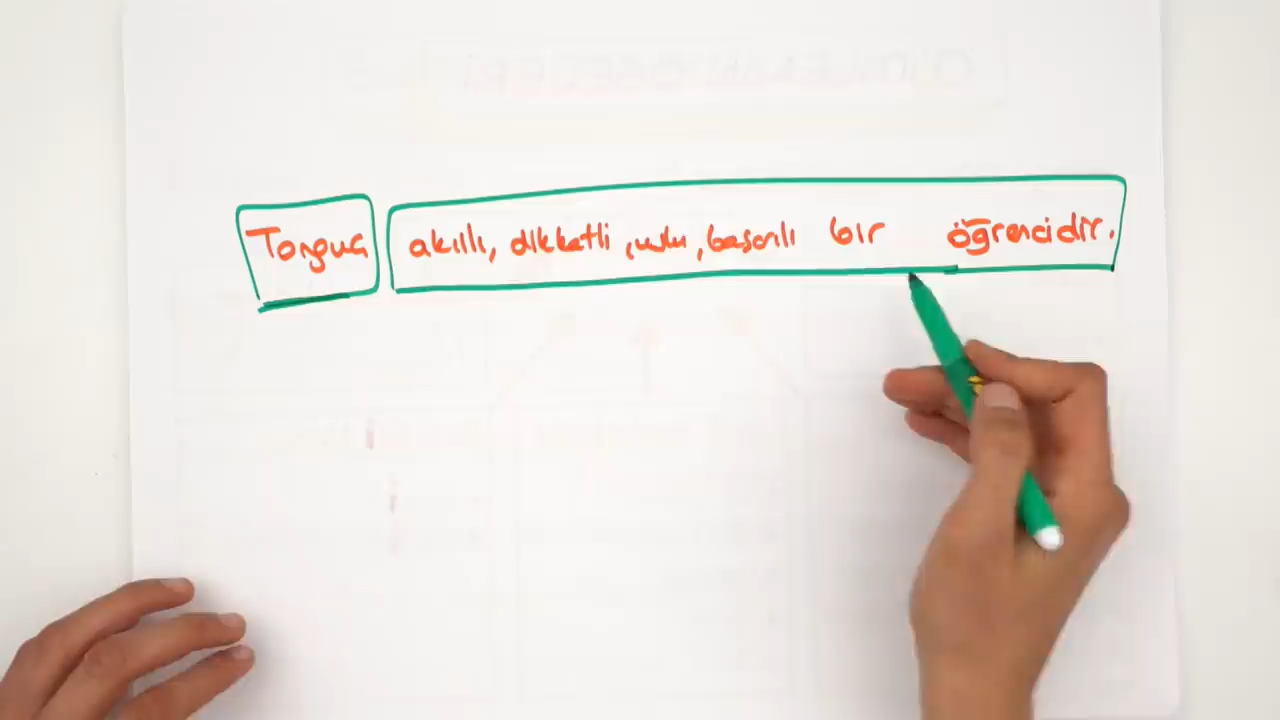 Tonguç akıllı, dikkatli, uslu, başarılı bir öğrencidir.